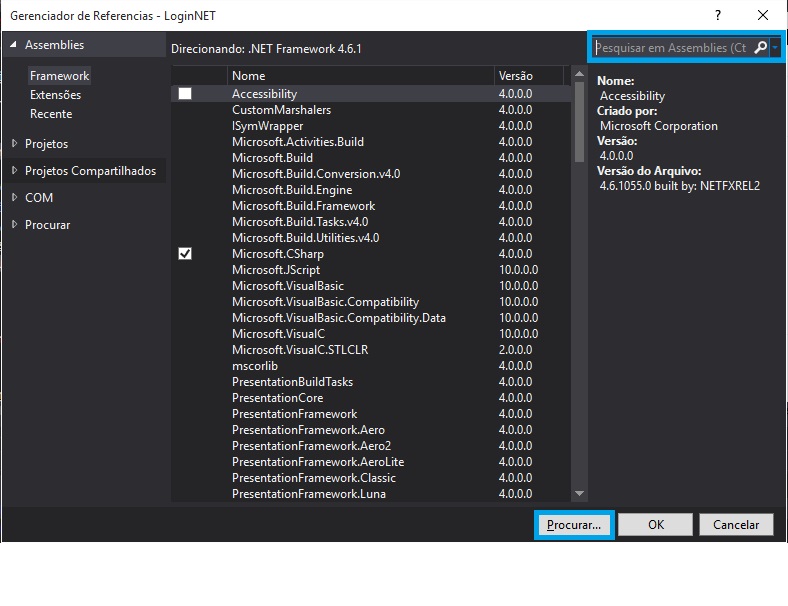 Gerenciador de Referencias - LoginNET
? 
Assemblies
Framework
Extensões
Recente
Projetos
Projetos Compartilhados
COM
Procurar
Direcionando: .NET Framework 4.6.1
Nome Versão
Accessibility 4.0.0.0
CustomMarshalers 4.0.0.0
ISymWrapper 4.0.0.0
Microsoft.Activities.Build 4.0.0.0
Microsoft.Build 4.0.0.0
Microsoft.Build.Conversion.v4.0 4.0.0.0
Microsoft.Build.Engine 4.0.0.0
Microsoft.Build.Framework 4.0.0.0
Microsoft.Build.Tasks.v4.0 4.0.0.0
Microsoft.Build.Utilities.v4.0 4.0.0.0
Microsoft.CSharp 4.0.0.0
Microsoft.JScript 10.0.0.0
Microsoft.VisualBasic 10.0.0.0
Microsoft.VisualBasic.Compatibility 10.0.0.0
Microsoft.VisualBasic.Compatibility.Data 10.0.0.0
Microsoft.VisualC 10.0.0.0
Microsoft.VisualC.STLCLR 2.0.0.0
mscorlib 4.0.0.0
PresentationBuildTasks 4.0.0.0
PresentationCore 4.0.0.0
PresentationFramework 4.0.0.0
PresentationFramework.Aero 4.0.0.0
PresentationFramework.Aero2 4.0.0.0
PresentationFramework.AeroLite 4.0.0.0
PresentationFramework.Classic 4.0.0.0
PresentationFramework.Luna 4.0.0.0
Pesquisar em Assemblies (Ct
Nome:
Accessibility
Criado por:
Microsoft Corporation
Versão:
4.0.0.0
Versão do Arquivo:
4.6.1055.0 built by: NETFXREL2
Procurar... OK Cancelar